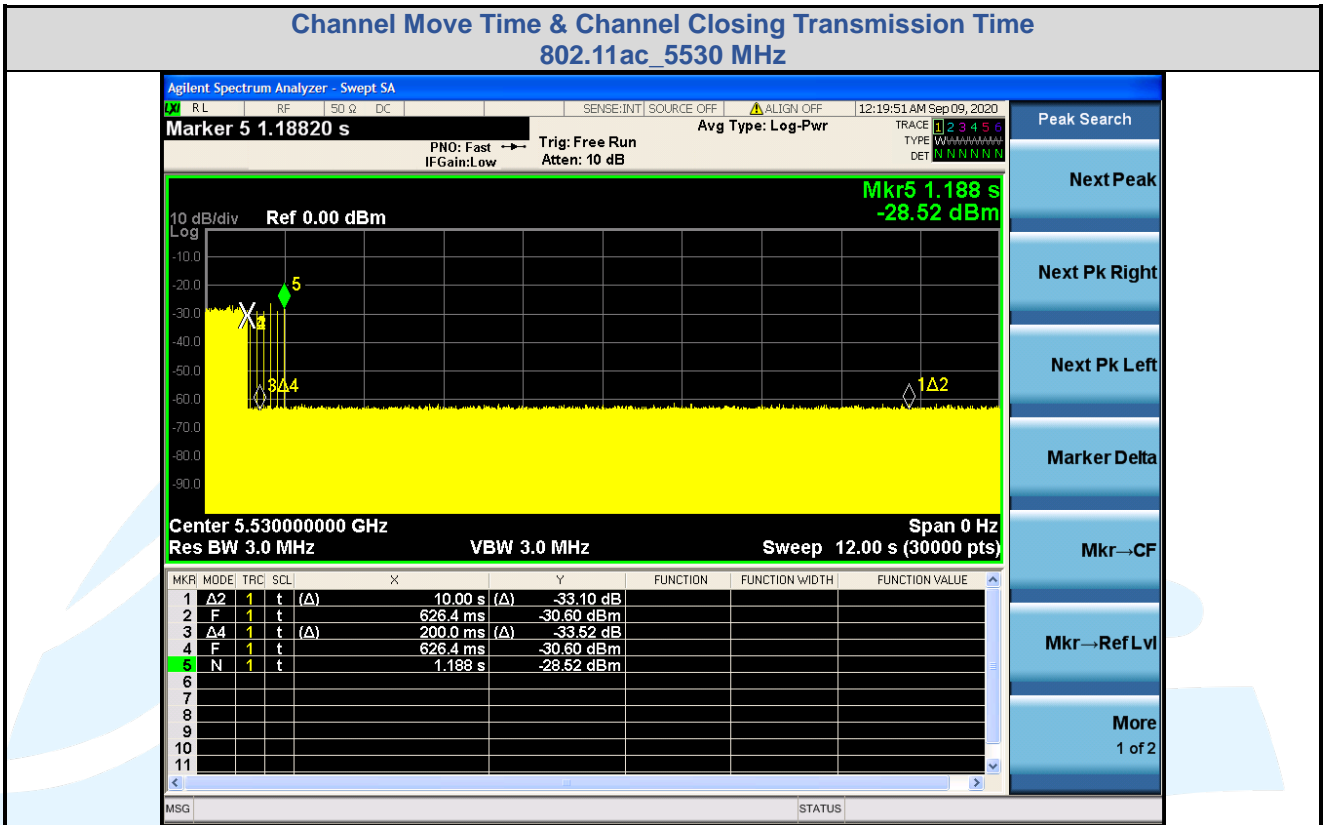 Channel Move Time & Channel Closing Transmission Time
802.11ac_5530 MHz
Agilent Spectrum Analyzer - Swept SA
LXI RL RF 50 Ω DC SENSE:INT SOURCE OFF ALIGN OFF 12:19:51 AM Sep 09, 2020
Marker 5 1.18820 s
PNO: Fast
IFGain:Low
Trig: Free Run
Atten: 10 dB
Avg Type: Log-Pwr
TRACE 1 2 3 4 5 6
TYPE WWWWWW
DET N N N N N N
Mkr5 1.188 s
-28.52 dBm
10 dB/div Ref 0.00 dBm
Log
-10.0
-20.0
-30.0
-40.0
-50.0
-60.0
-70.0
-80.0
-90.0
5
3Δ4
1Δ2
Center 5.530000000 GHz Span 0 Hz
Res BW 3.0 MHz VBW 3.0 MHz Sweep 12.00 s (30000 pts)
MKR MODE TRC SCL X Y FUNCTION FUNCTION WIDTH FUNCTION VALUE
1 Δ2 1 t (Δ) 10.00 s (Δ) -33.10 dB
2 F 1 t 626.4 ms -30.60 dBm
3 Δ4 1 t (Δ) 200.0 ms (Δ) -33.52 dB
4 F 1 t 626.4 ms -30.60 dBm
5 N 1 t 1.188 s -28.52 dBm
6
7
8
9
10
11
MSG STATUS
Peak Search
Next Peak
Next Pk Right
Next Pk Left
Marker Delta
Mkr→CF
Mkr→Ref Lvl
More
1 of 2